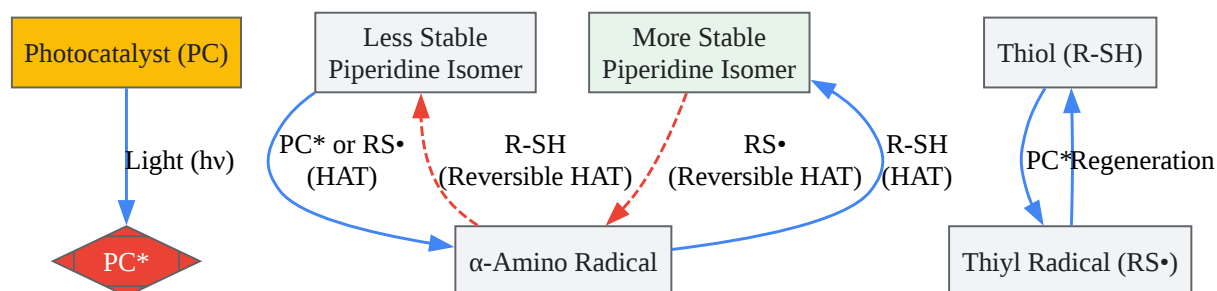 Photocatalyst (PC)
Less Stable
Piperidine Isomer
More Stable
Piperidine Isomer
Thiol (R-SH)
Light (hν)
PC* or RS•
(HAT)
R-SH
(Reversible HAT)
RS•
(Reversible HAT)
R-SH
(HAT)
PC*
Regeneration
PC*
α-Amino Radical
Thiyl Radical (RS•)